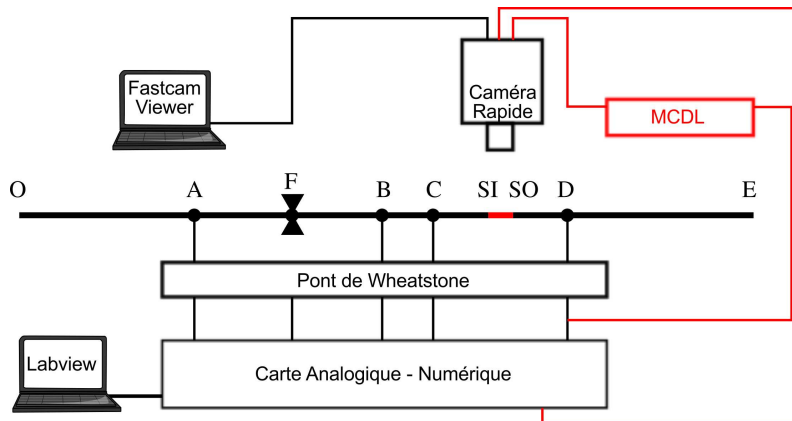 Fastcam
Viewer
Caméra
Rapide
MCDL
O A F B C SI SO D E
Pont de Wheatstone
Labview
Carte Analogique - Numérique